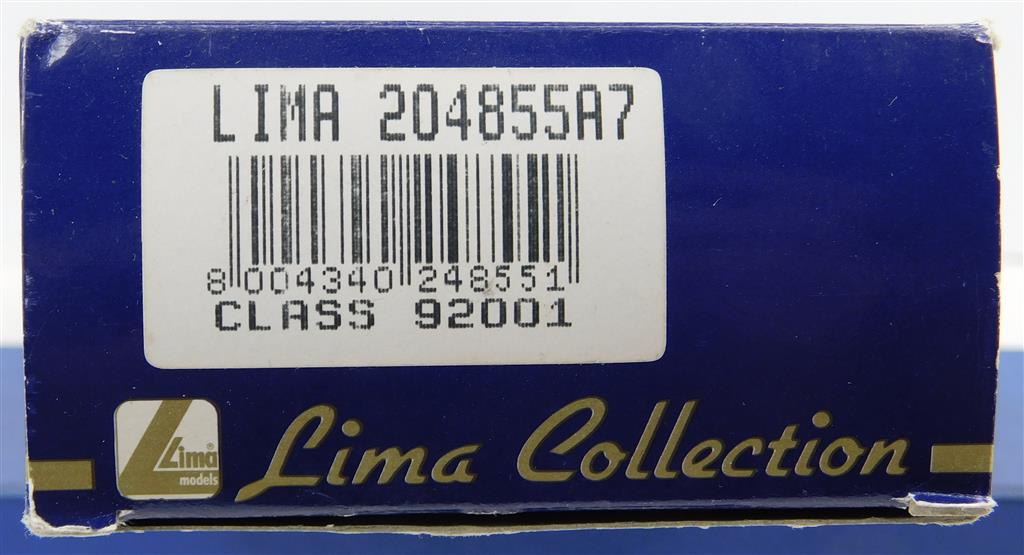 LIMA 204855A7
8 004340 248551
CLASS 92001
Lima®
models
Lima Collection